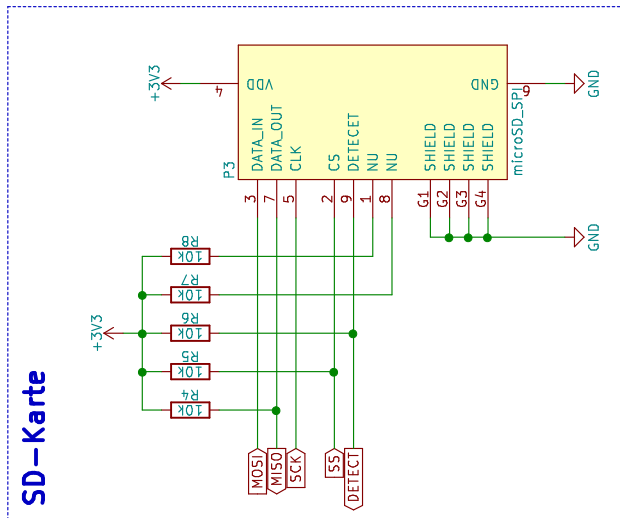 +3V3
4
VDD
GND
6
GND
P3
microSD_SPI
DATA_IN
DATA_OUT
CLK
CS
DETECET
NU
NU
SHIELD
SHIELD
SHIELD
SHIELD
3
7
5
2
9
1
8
G1
G2
G3
G4
GND
R8
10k
R7
10k
+3V3
R6
10k
R5
10k
R4
10k
SD-Karte
MOSI
MISO
SCK
SS
DETECT